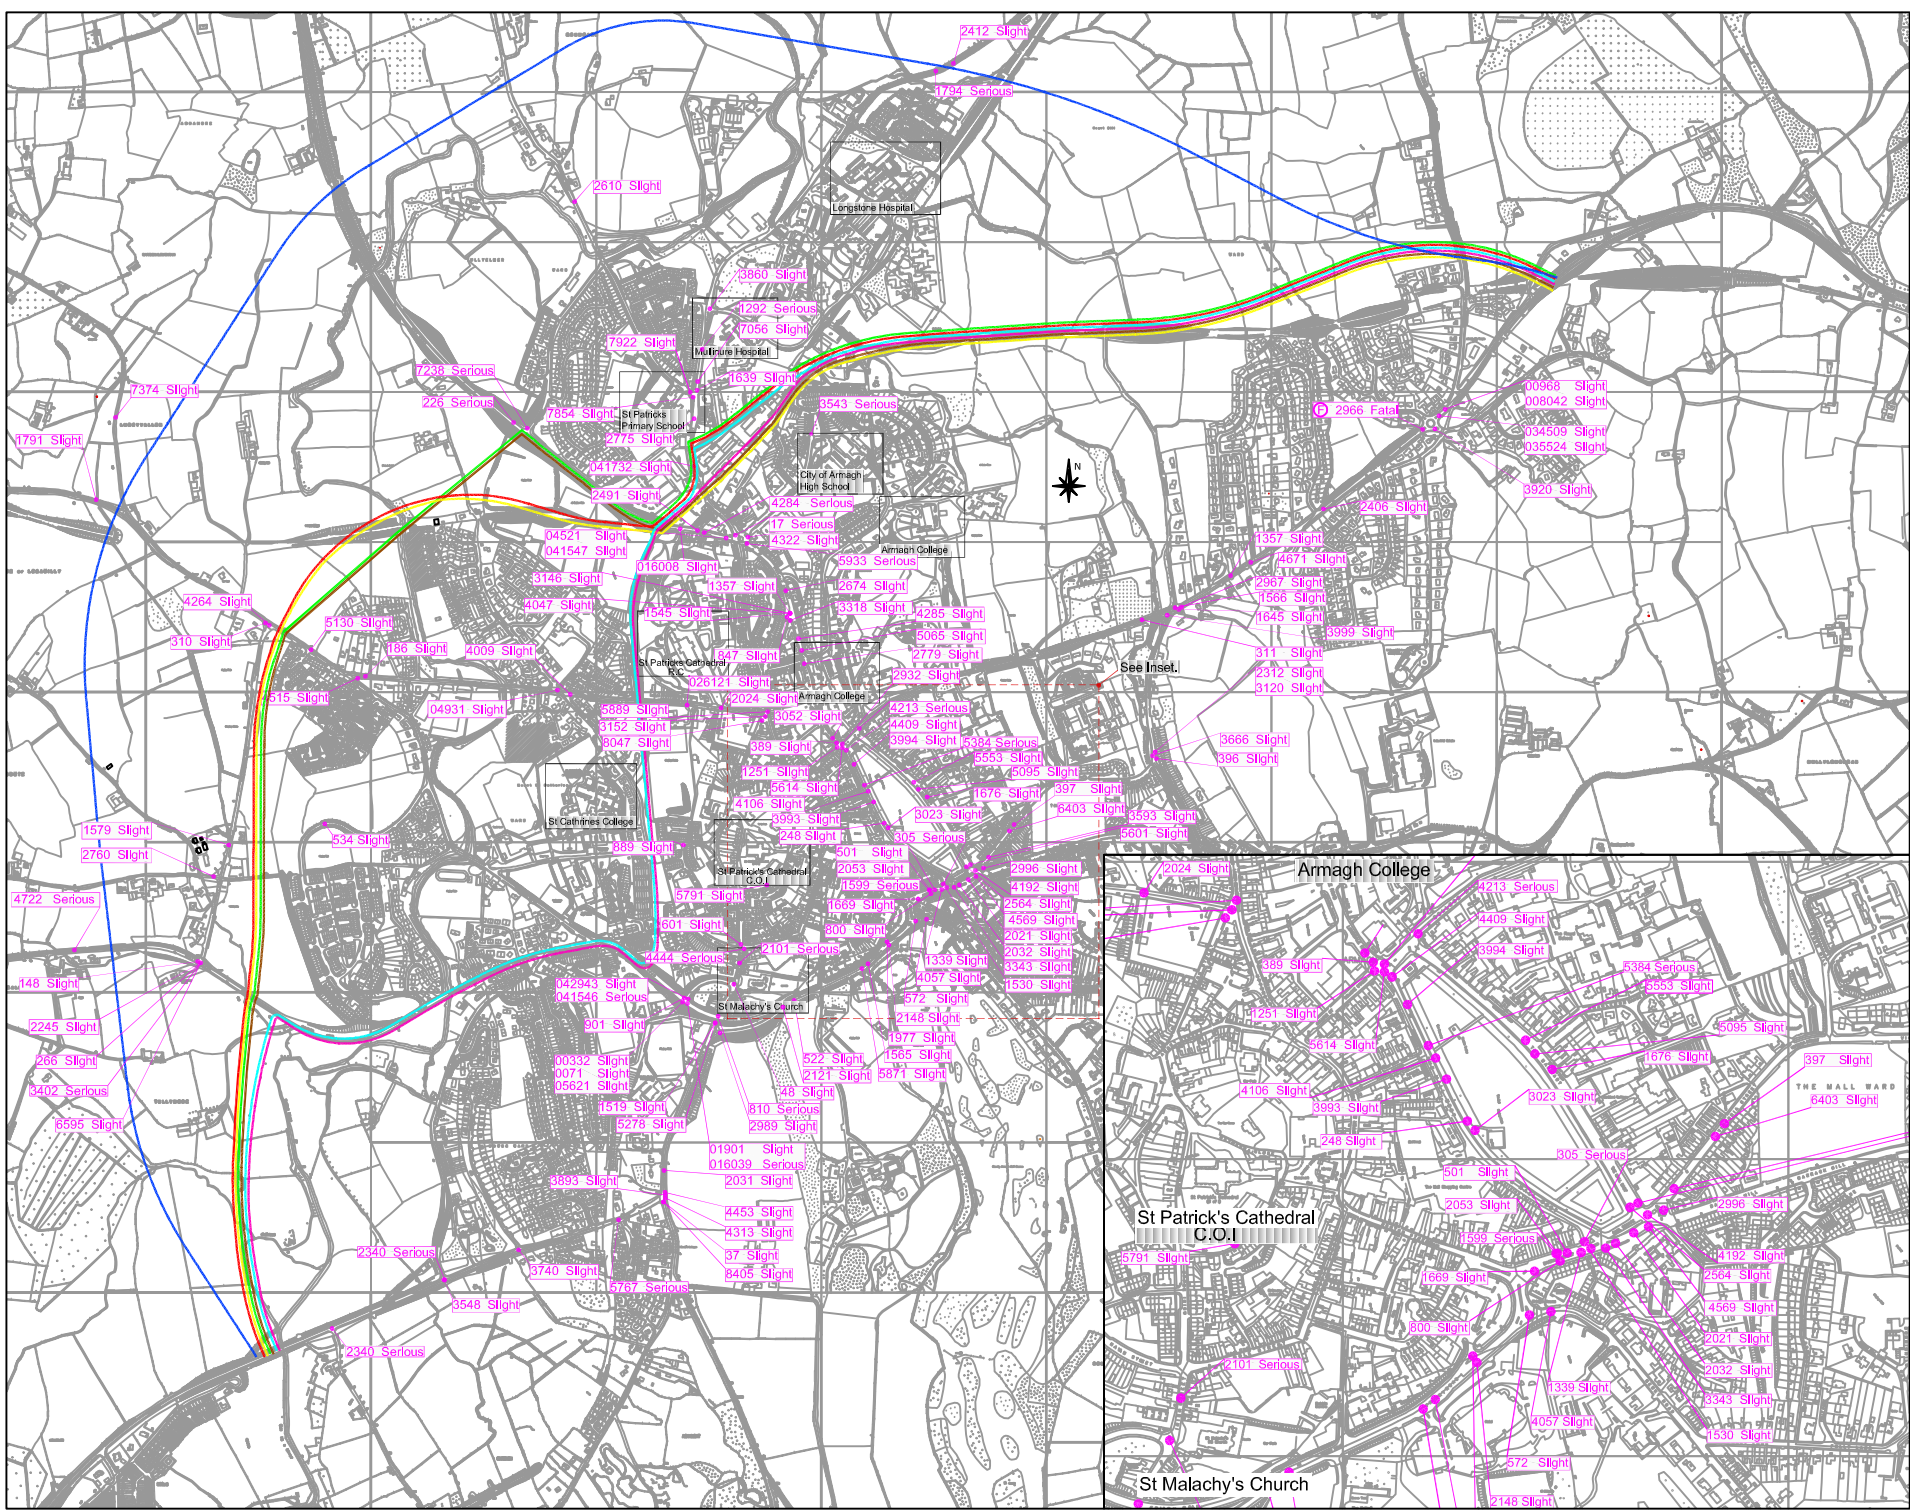 2412 Slight
1794 Serious
2610 Slight
Longstone Hospital
3860 Slight
1292 Serious
7056 Slight
7922 Slight
Mullinure Hospital
7238 Serious
1639 Slight
7374 Slight
226 Serious
7854 Slight
St Patricks
Primary School
3543 Serious
00968 Slight
008042 Slight
F 2966 Fatal
1791 Slight
2775 Slight
034509 Slight
035524 Slight
041732 Slight
City of Armagh
High School
N
2491 Slight
3920 Slight
4284 Serious
2406 Slight
17 Serious
04521 Slight
041547 Slight
4322 Slight
Armagh College
1357 Slight
016008 Slight
5933 Serious
4671 Slight
3146 Slight
1357 Slight
2674 Slight
2967 Slight
4264 Slight
4047 Slight
1545 Slight
3318 Slight
4285 Slight
1566 Slight
5130 Slight
1645 Slight
310 Slight
5065 Slight
3999 Slight
186 Slight
4009 Slight
St Patricks Cathedral
R.C
847 Slight
2779 Slight
311 Slight
See Inset.
026121 Slight
2932 Slight
2312 Slight
3120 Slight
515 Slight
Armagh College
2024 Slight
04931 Slight
5889 Slight
4213 Serious
3152 Slight
3052 Slight
4409 Slight
8047 Slight
389 Slight
3994 Slight
5384 Serious
3666 Slight
5553 Slight
396 Slight
1251 Slight
5095 Slight
5614 Slight
1676 Slight
397 Slight
4106 Slight
6403 Slight
St Cathrines College
3993 Slight
3023 Slight
3593 Slight
1579 Slight
534 Slight
248 Slight
305 Serious
5601 Slight
2760 Slight
889 Slight
501 Slight
2053 Slight
2996 Slight
St Patrick's Cathedral
C.O.I
1599 Serious
4192 Slight
4722 Serious
5791 Slight
1669 Slight
2564 Slight
4569 Slight
601 Slight
800 Slight
2021 Slight
2101 Serious
2032 Slight
4444 Serious
1339 Slight
3343 Slight
148 Slight
042943 Slight
4057 Slight
1530 Slight
041546 Serious
St Malachy's Church
572 Slight
2245 Slight
901 Slight
2148 Slight
1977 Slight
266 Slight
00332 Slight
0071 Slight
05621 Slight
522 Slight
1565 Slight
2121 Slight
5871 Slight
3402 Serious
48 Slight
1519 Slight
810 Serious
6595 Slight
5278 Slight
2989 Slight
01901 Slight
016039 Serious
3893 Slight
2031 Slight
4453 Slight
4313 Slight
2340 Serious
37 Slight
3740 Slight
8405 Slight
5767 Serious
3548 Slight
2340 Serious
Armagh College
2024 Slight
4213 Serious
4409 Slight
3994 Slight
389 Slight
5384 Serious
5553 Slight
1251 Slight
5095 Slight
5614 Slight
1676 Slight
397 Slight
THE MALL WARD
4106 Slight
3023 Slight
6403 Slight
3993 Slight
248 Slight
305 Serious
501 Slight
2053 Slight
2996 Slight
St Patrick's Cathedral
C.O.I
1599 Serious
5791 Slight
4192 Slight
1669 Slight
2564 Slight
4569 Slight
800 Slight
2021 Slight
2101 Serious
2032 Slight
1339 Slight
3343 Slight
4057 Slight
1530 Slight
572 Slight
St Malachy's Church
2148 Slight